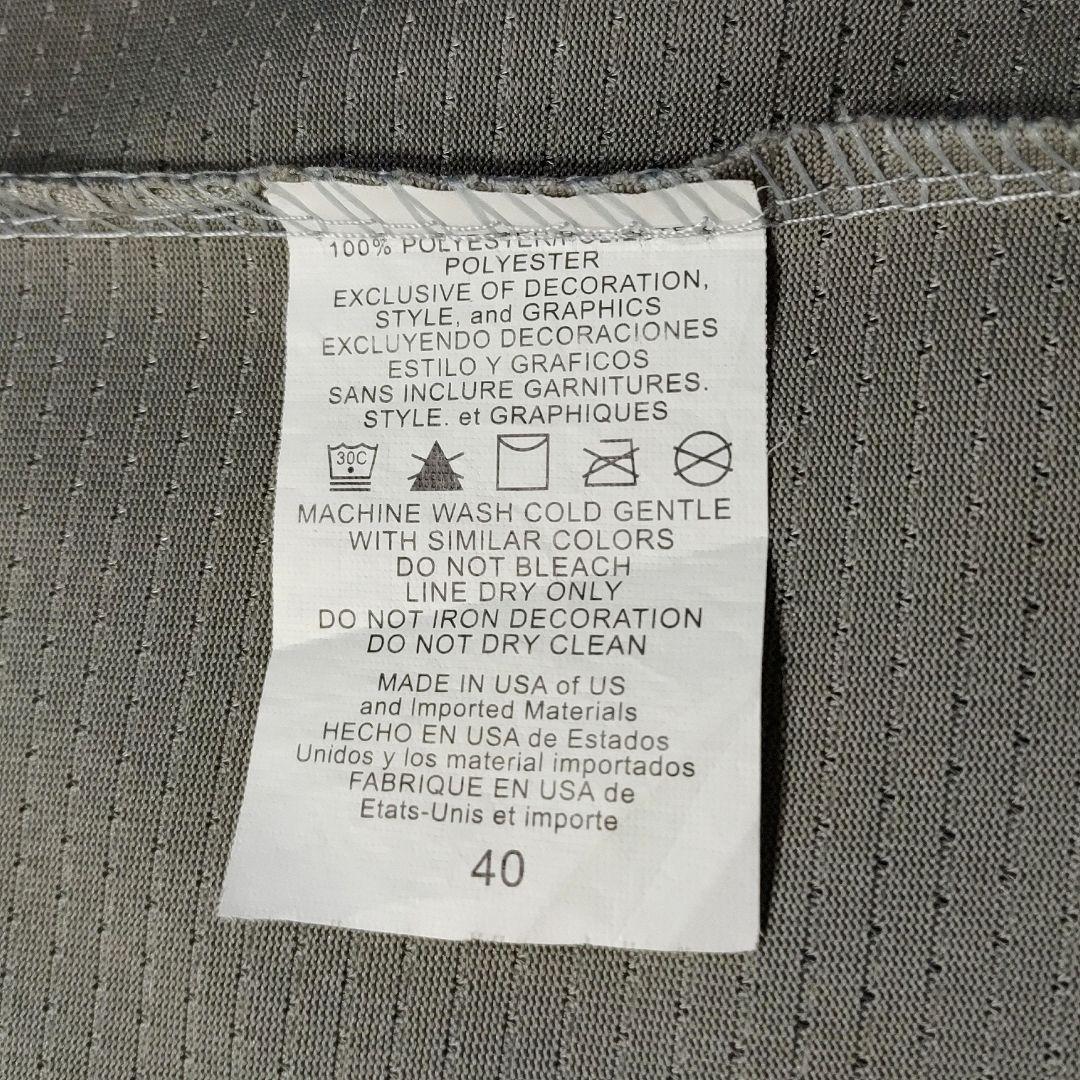 100% POLYESTER
POLYESTER
EXCLUSIVE OF DECORATION,
STYLE, and GRAPHICS
EXCLUYENDO DECORACIONES
ESTILO Y GRAFICOS
SANS INCLURE GARNITURES.
STYLE. et GRAPHIQUES
30C
MACHINE WASH COLD GENTLE
WITH SIMILAR COLORS
DO NOT BLEACH
LINE DRY ONLY
DO NOT IRON DECORATION
DO NOT DRY CLEAN
MADE IN USA of US
and Imported Materials
HECHO EN USA de Estados
Unidos y los material importados
FABRIQUE EN USA de
Etats-Unis et importe
40